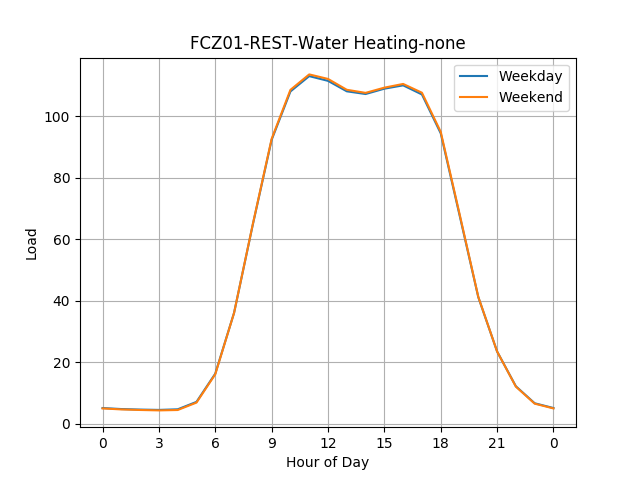 FCZ01-REST-Water Heating-none
Weekday
Weekend
Load
100
80
60
40
20
0
0 3 6 9 12 15 18 21 0
Hour of Day